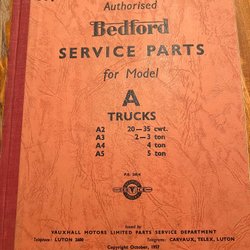 Authorised
Bedford
SERVICE PARTS
for Model
A
TRUCKS
A2 20—35 cwt.
A3 2—3 ton
A4 4 ton
A5 5 ton
Issued by
VAUXHALL MOTORS LIMITED PARTS SERVICE DEPARTMENT
Telephone: LUTON 2600 Telegrams: CARVAUX, TELEX, LUTON
Copyright October, 1957